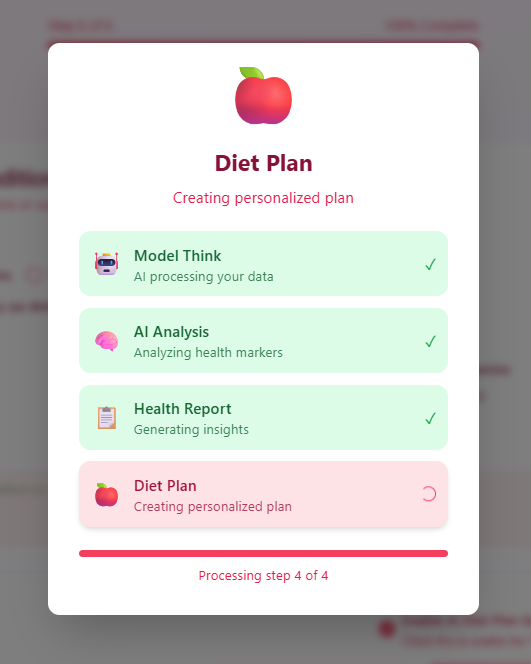 Diet Plan
Creating personalized plan
Model Think
AI processing your data
✓
AI Analysis
Analyzing health markers
✓
Health Report
Generating insights
✓
Diet Plan
Creating personalized plan
Processing step 4 of 4